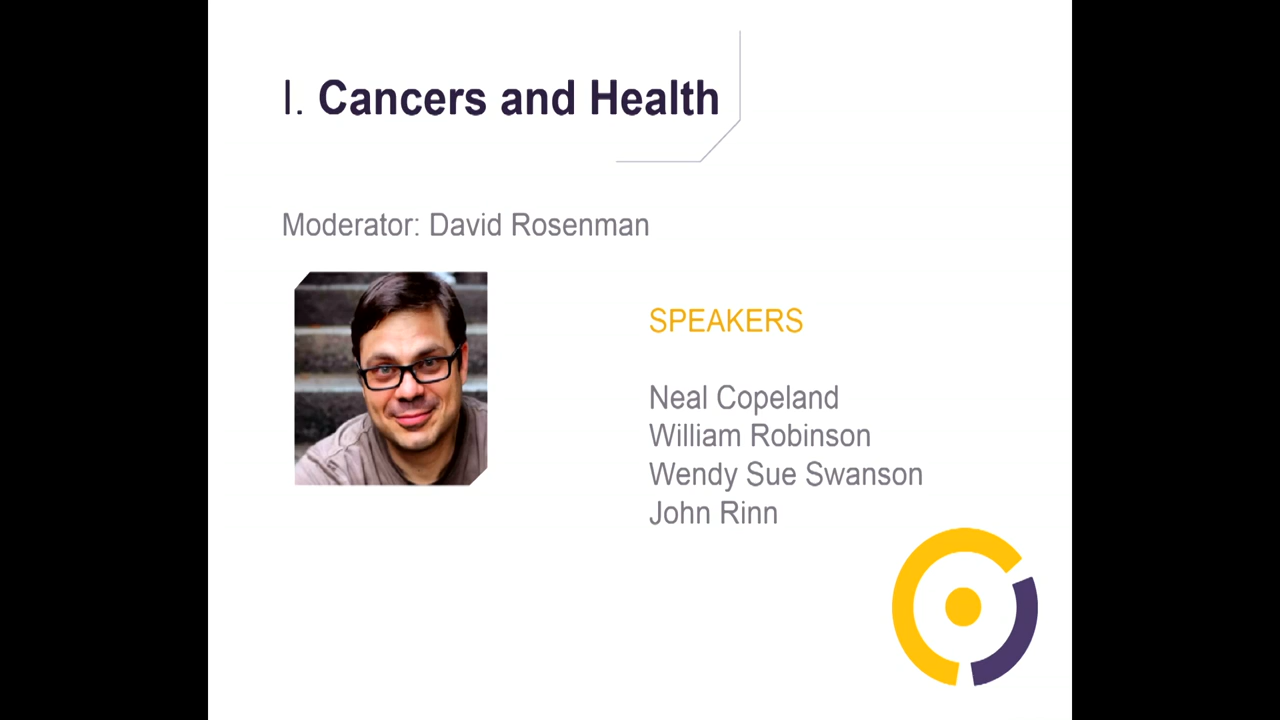 I. Cancers and Health
Moderator: David Rosenman
SPEAKERS
Neal Copeland
William Robinson
Wendy Sue Swanson
John Rinn